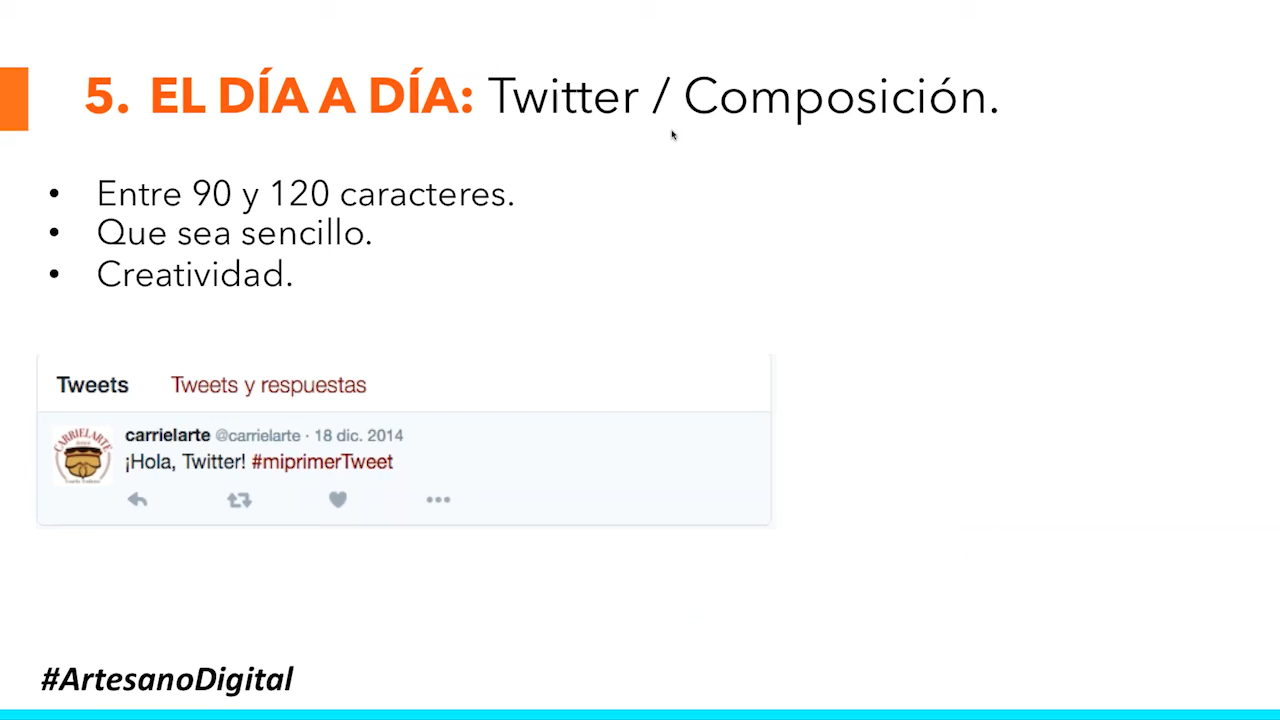 5. EL DÍA A DÍA: Twitter / Composición.
• Entre 90 y 120 caracteres.
• Que sea sencillo.
• Creatividad.
Tweets Tweets y respuestas
CARRIELARTE
carrielarte @carrielarte · 18 dic. 2014
¡Hola, Twitter! #miprimerTweet
#ArtesanoDigital